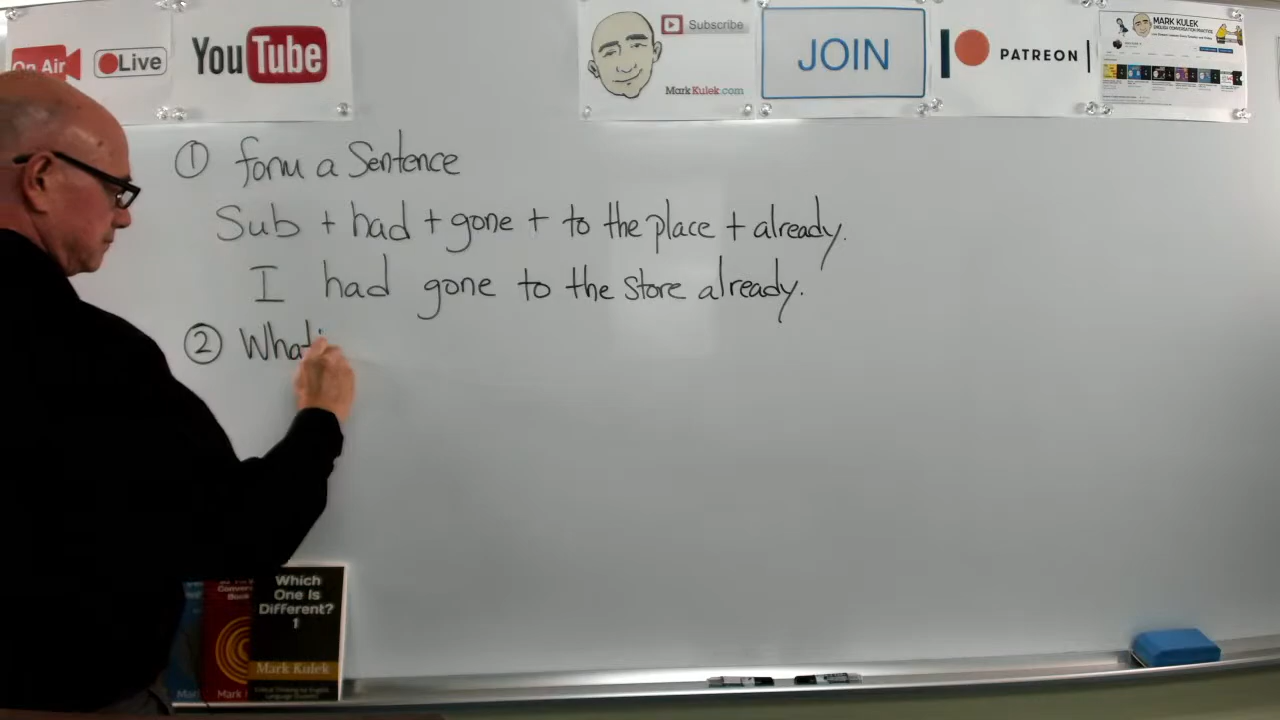 On Air
Live
YouTube
Subscribe
MarkKulek.com
JOIN
PATREON
MARK KULEK
① form a Sentence
Sub + had + gone + to the place + already.
I had gone to the store already.
② What
Which
One Is
Different?
1
Mark Kulek
Mark